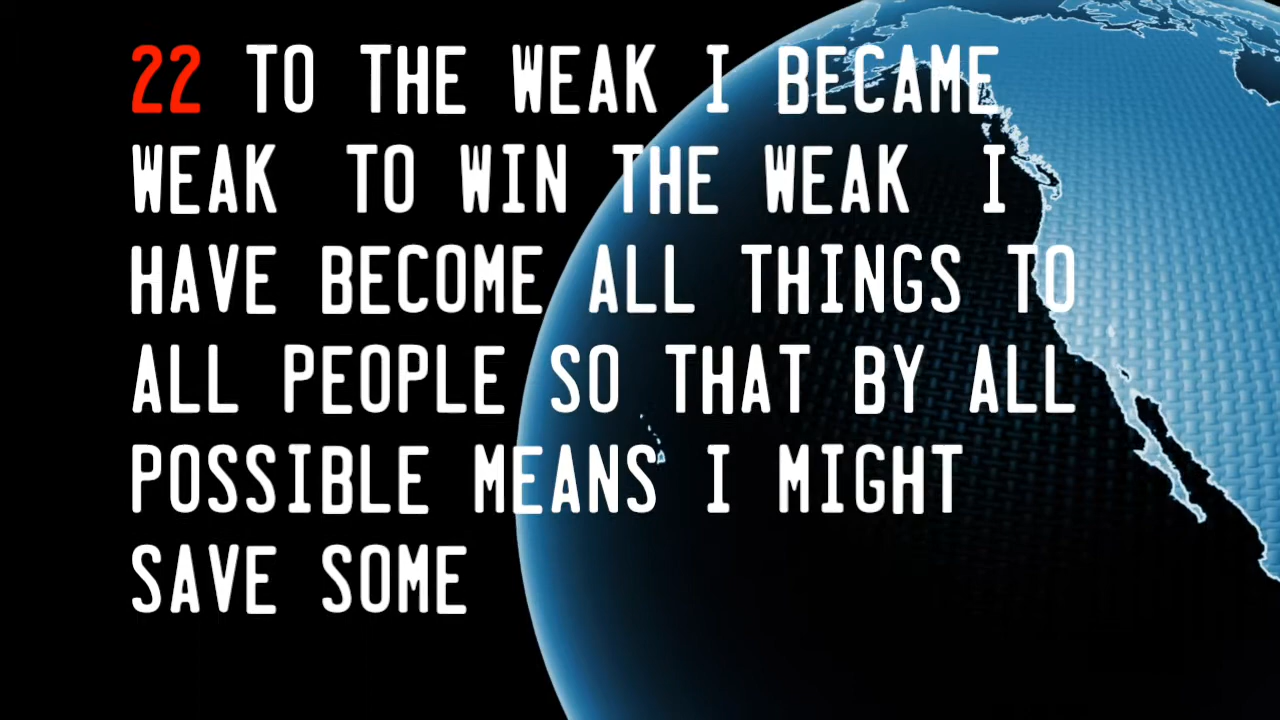 22 TO THE WEAK I BECAME
WEAK TO WIN THE WEAK I
HAVE BECOME ALL THINGS TO
ALL PEOPLE SO THAT BY ALL
POSSIBLE MEANS I MIGHT
SAVE SOME